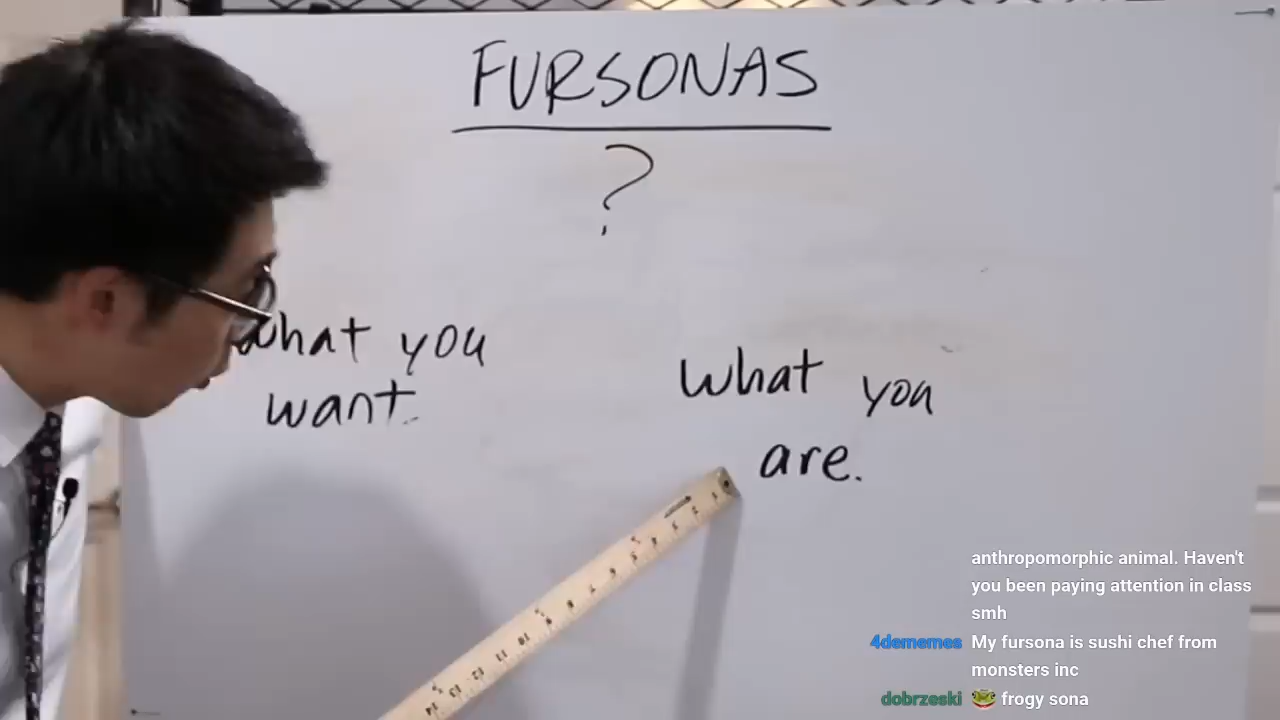 FURSONAS
?
what you
want.
what you
are.
anthropomorphic animal. Haven't
you been paying attention in class
smh
4dememes My fursona is sushi chef from
monsters inc
dobrzeski 🐸 frogy sona